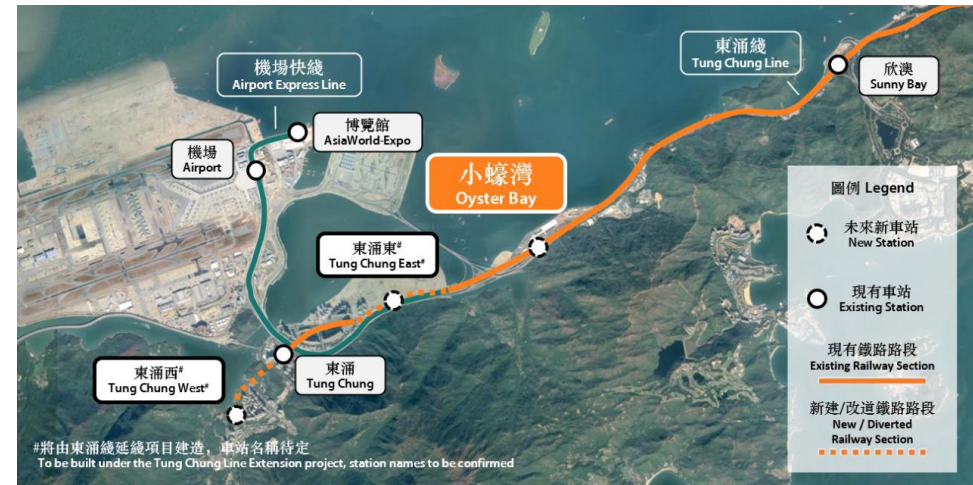 機場快綫
Airport Express Line
東涌綫
Tung Chung Line
欣澳
Sunny Bay
博覽館
AsiaWorld-Expo
機場
Airport
小蠔灣
Oyster Bay
東涌東#
Tung Chung East#
東涌西#
Tung Chung West#
東涌
Tung Chung
#將由東涌綫延綫項目建造，車站名稱待定
To be built under the Tung Chung Line Extension project, station names to be confirmed
圖例 Legend
未來新車站
New Station
現有車站
Existing Station
現有鐵路路段
Existing Railway Section
新建/改道鐵路路段
New / Diverted
Railway Section